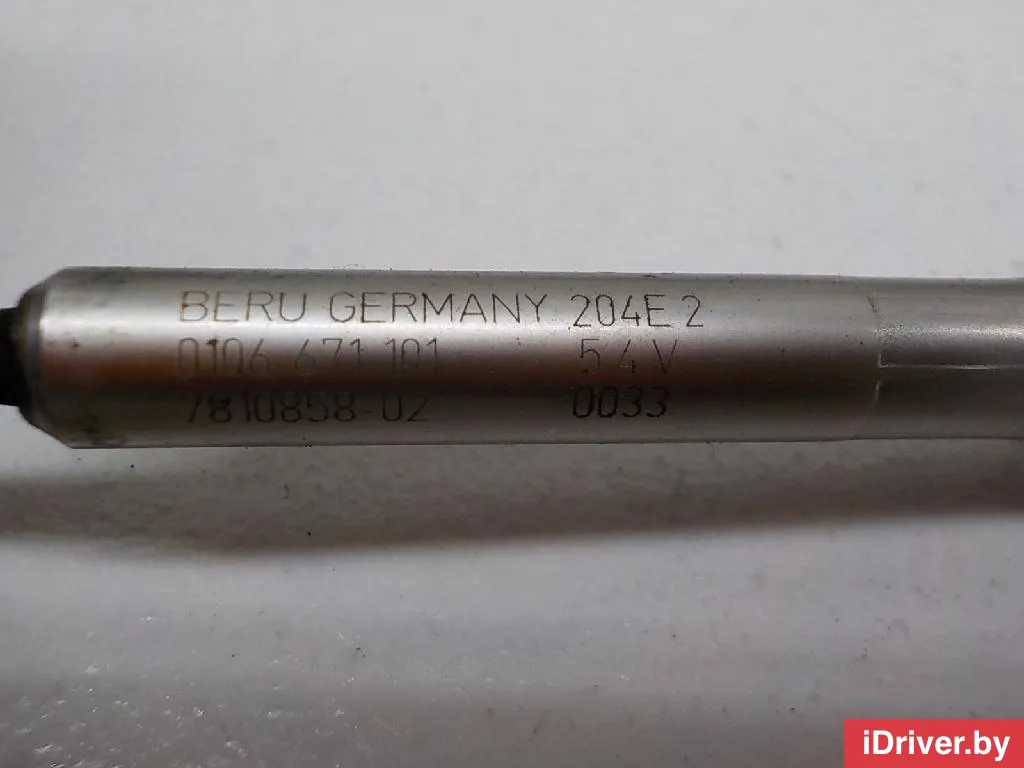 BERU GERMANY 204E 2
0106 671 101 5.4 V
7810858-02 0033
iDriver.by